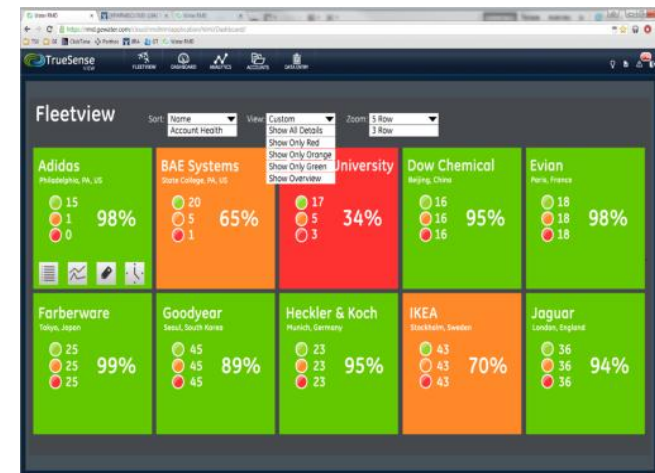 View RMD
View RMD
TrueSense
VIEW
FLEETVIEW
DASHBOARD
ANALYTICS
ACCOUNTS
DATA ENTRY
Fleetview
Sort: Name
Account Health
View: Custom
Show All Details
Show Only Red
Show Only Orange
Show Only Green
Show Overview
Zoom: 5 Row
3 Row
Adidas
Philadelphia, PA, US
15
1
0
98%
BAE Systems
State College, PA, US
20
5
1
65%
University
17
5
3
34%
Dow Chemical
Beijing, China
16
16
16
95%
Evian
Paris, France
18
18
18
98%
Farberware
Tokyo, Japan
25
25
25
99%
Goodyear
Seoul, South Korea
45
45
45
89%
Heckler & Koch
Munich, Germany
23
23
23
95%
IKEA
Stockholm, Sweden
43
43
43
70%
Jaguar
London, England
36
36
36
94%